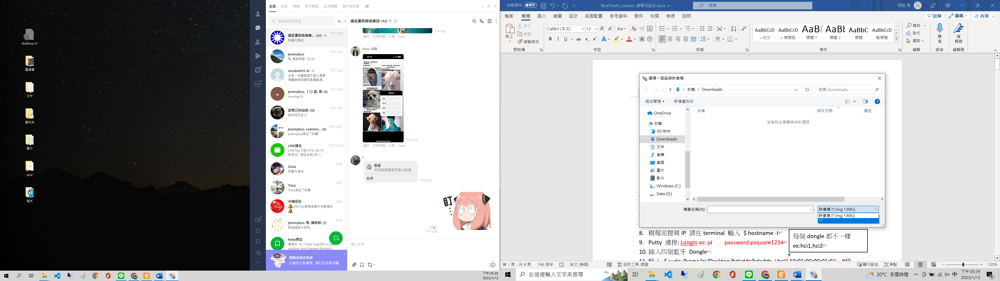 desktop.ini
壓縮檔
文件
資料夾
圖片
java
程式
全部 好友 群組 官方帳號 公司群組 客戶及同事
搜尋聊天和訊息
國民黨粉絲俱樂... (42) 下午 5:36
貼圖已傳送
jeremykuo 下午 5:35
通話時間 : 03:24
mcubot019-41 下午 3:43
主旨：桃園客運市區公車寒
假暨春節期間班車異動通...
jeremykuo, 丨口 富, 馬 (4) 下午 3:24
mwnbgs3a
延幣特訓班 (10) 下午 1:05
剛好明天走13
jeremykuo, Lawrenc... (6) 下午 12:27
jeremykuo傳送了貼圖
LINE錢包 下午 12:10
LINE Pay 付款 NT$ 148 付
款完成。商店名稱: 統一...
Zona 昨天
貼圖已傳送
Tracy 昨天
Tracy傳送了貼圖
中國信託 昨天
LINE Pay簽帳金融卡消費通知
jeremykuo, 馬, 陳妍歆 (3) 昨天
群組通話已結束。
Keep筆記
看資料 Hi, I fixed Type2BP in one
position, and changed the angl...
親臨浪漫北海道
北國特企點擊看、預訂出遊享回饋
國民黨粉絲俱樂部 (42)
下午 5:32
儲存 | 另存新檔 | 分享 | Keep
Mario 佳駿
02:18
下午 5:33
儲存 | 另存新檔 | 分享 | Keep
F
景揚
何亞維跟簡薇芳誰比較漢
我啊
下午 5:35
盯
已讀 3
下午 5:36
輸入訊息
下午 05:39
2023/1/12
自動儲存 關閉 BlueTooth_Locator_樹莓派設定.docx 搜尋 翊竣 馬
檔案 常用 插入 繪圖 設計 版面配置 參考資料 郵件 校閱 檢視 說明 註解 編輯 共用
貼上 剪下 複製 複製格式
剪貼簿
Calibri (本文) 12
字型
段落
AaBbCcD AaBbCcD AaBl AaBt AaBbC AaBbCcD
內文 無間距 標題 1 標題 2 標題 副標題
樣式
尋找 取代 選取
編輯
聽寫
語音
編輯器
編輯器
選擇一個磁碟映像檔
本機 Downloads 搜尋 Downloads
組合管理 新增資料夾
名稱 修改日期 類型
沒有符合搜尋條件的項目
OneDrive
本機
3D 物件
Downloads
文件
音樂
桌面
圖片
影片
Windows (C:)
Data (D:)
檔案名稱(N): 映像檔 (*.img *.IMG)
映像檔 (*.img *.IMG)
*.*
8. 樹莓派搜尋 IP 請在 terminal 輸入 $ hostname -I
9. Putty 連接: Longin as: pi password:psquare1234
10. 插入四個藍牙 Dongle
每個 dongle 都不一樣
ex:hci1,hci2
第 1 頁，共 8 頁 746 個字 英文 (美國) 協助工具: 調查 顯示設定 焦點 120%
在這裡輸入文字來搜尋
20°C 多雲時陰 中 下午 05:39
2023/1/12
6